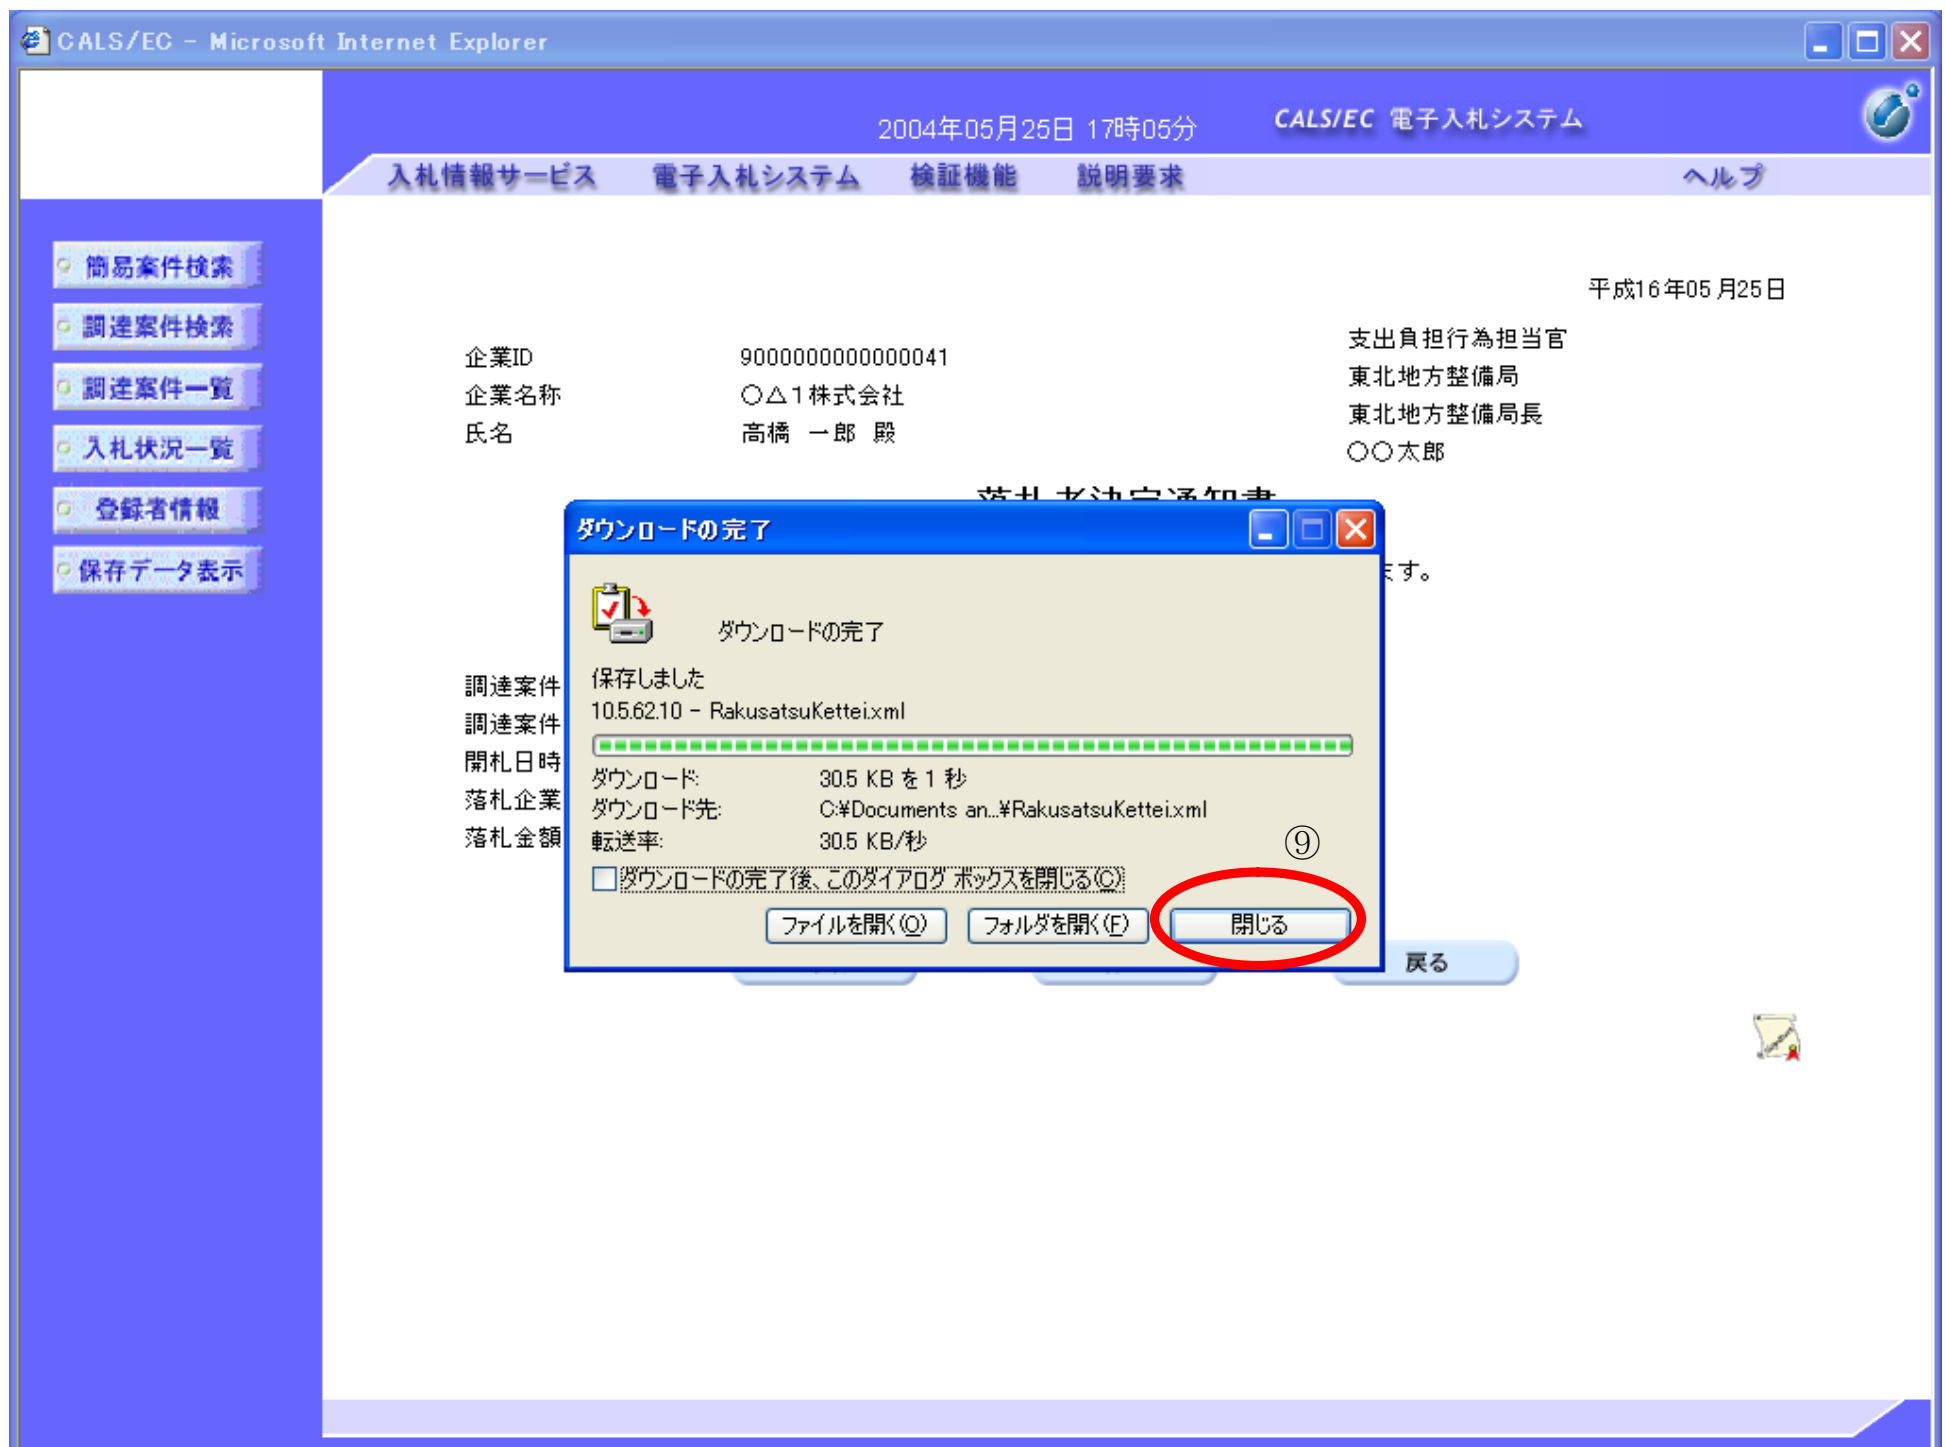 CALS/EC - Microsoft Internet Explorer
2004年05月25日 17時05分
CALS/EC 電子入札システム
入札情報サービス 電子入札システム 検証機能 説明要求 ヘルプ
簡易案件検索
調達案件検索
調達案件一覧
入札状況一覧
登録者情報
保存データ表示
平成16年05月25日
支出負担行為担当官
東北地方整備局
東北地方整備局長
〇〇太郎
企業ID 9000000000000041
企業名称 〇△1株式会社
氏名 高橋 一郎 殿
落札者決定通知書
ます。
調達案件
調達案件
開札日時
落札企業
落札金額
ダウンロードの完了
ダウンロードの完了
保存しました
10.5.62.10 - RakusatsuKettei.xml
ダウンロード: 30.5 KB を 1 秒
ダウンロード先: C:¥Documents an...¥RakusatsuKettei.xml
転送率: 30.5 KB/秒
⑨
ダウンロードの完了後、このダイアログ ボックスを閉じる(C)
ファイルを開く(O) フォルダを開く(F) 閉じる
戻る